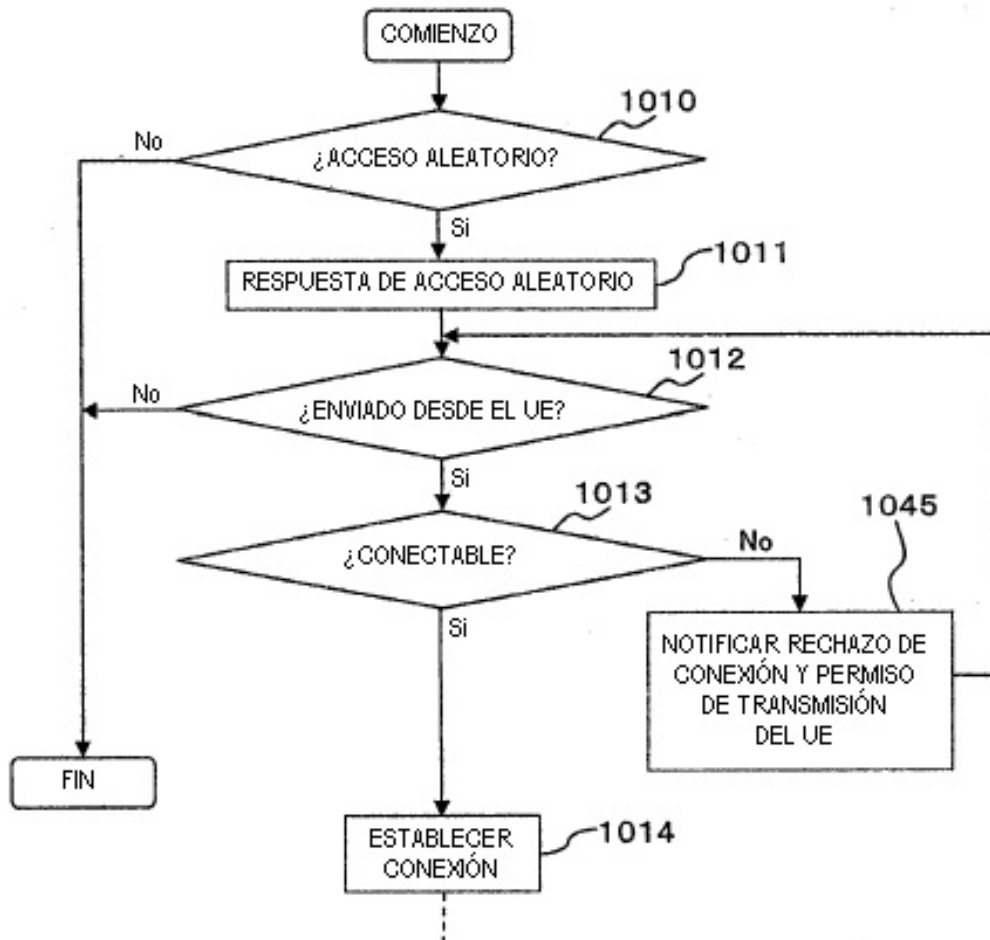 COMIENZO
1010
No
¿ACCESO ALEATORIO?
Si
1011
RESPUESTA DE ACCESO ALEATORIO
1012
No
¿ENVIADO DESDE EL UE?
Si
1013
1045
¿CONECTABLE?
No
Si
NOTIFICAR RECHAZO DE
CONEXIÓN Y PERMISO
DE TRANSMISIÓN
DEL UE
FIN
1014
ESTABLECER
CONEXIÓN